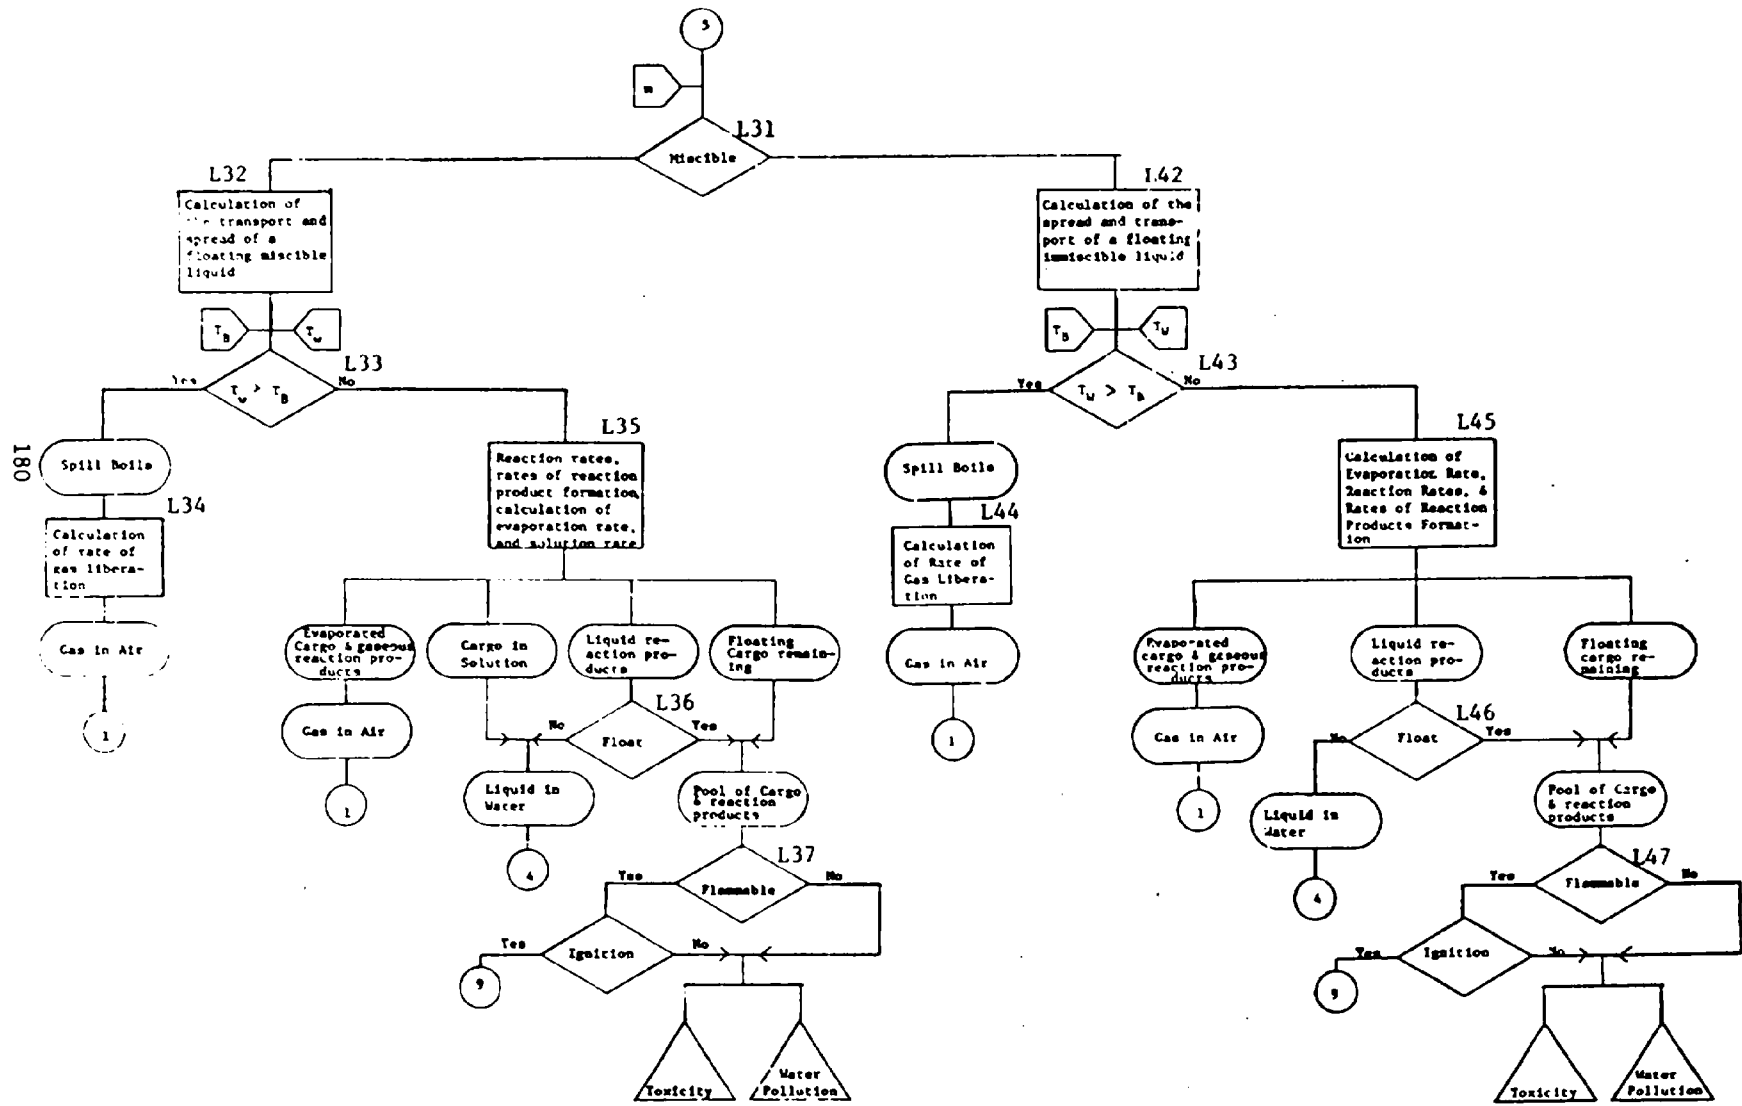 5
m
L31
Miscible
L32
Calculation of
transport and
spread of a
floating miscible
liquid
L42
Calculation of the
spread and trans-
port of a floating
immiscible liquid
T_B
T_w
L33
Yes
T_w > T_B
No
T_B
T_W
L43
Yes
T_W > T_B
No
180
Spill Boils
L34
Calculation
of rate of
gas libera-
tion
Gas in Air
1
L35
Reaction rates,
rates of reaction
product formation,
calculation of
evaporation rate,
and solution rate
Evaporated
Cargo & gaseous
reaction pro-
ducts
Cargo in
Solution
Liquid re-
action pro-
ducts
Floating
Cargo remain-
ing
Gas in Air
1
L36
No
Float
Yes
Liquid in
Water
4
Pool of Cargo
& reaction
products
L37
Yes
Flammable
No
Yes
Ignition
No
9
Toxicity
Water
Pollution
Spill Boils
L44
Calculation
of Rate of
Gas Libera-
tion
Gas in Air
1
L45
Calculation of
Evaporation Rate,
Reaction Rates, &
Rates of Reaction
Products Format-
ion
Evaporated
cargo & gaseous
reaction pro-
ducts
Liquid re-
action pro-
ducts
Floating
cargo re-
maining
Gas in Air
1
L46
No
Float
Yes
Liquid in
Water
4
Pool of Cargo
& reaction
products
L47
Yes
Flammable
No
Yes
Ignition
No
9
Toxicity
Water
Pollution